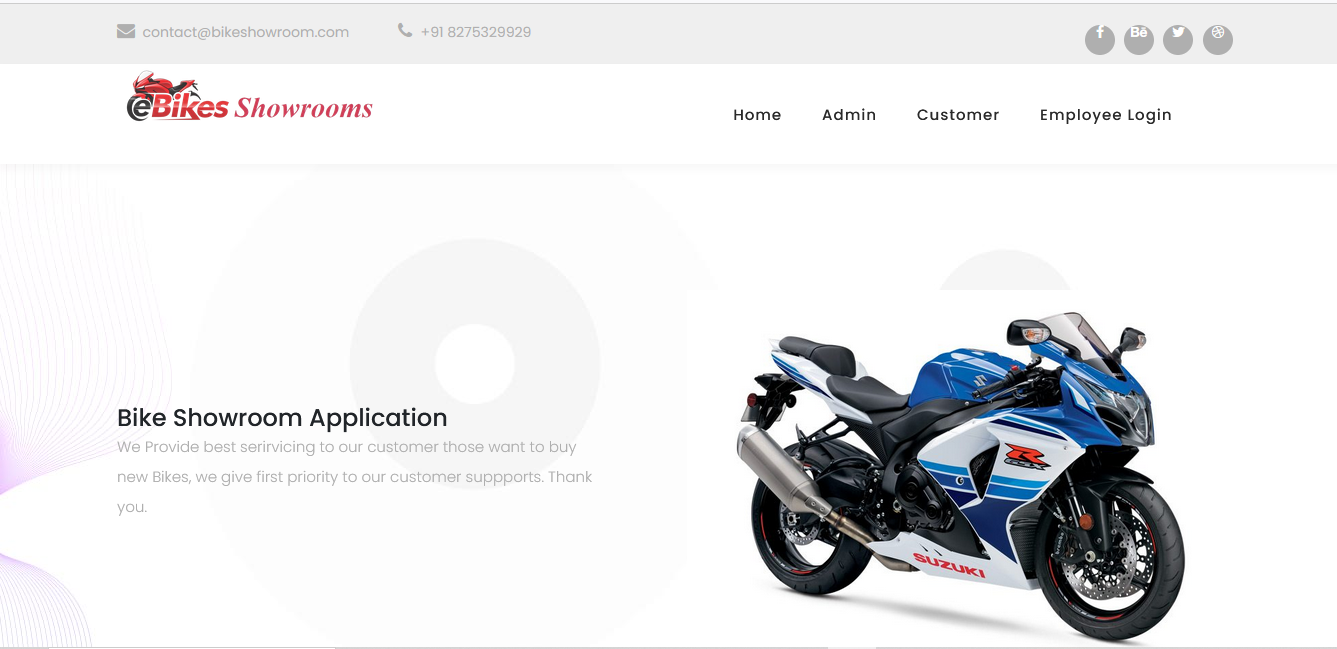 contact@bikeshowroom.com +91 8275329929
eBikes Showrooms
Home Admin Customer Employee Login
Bike Showroom Application
We Provide best serirvicing to our customer those want to buy
new Bikes, we give first priority to our customer suppports. Thank
you.
R
SUZUKI